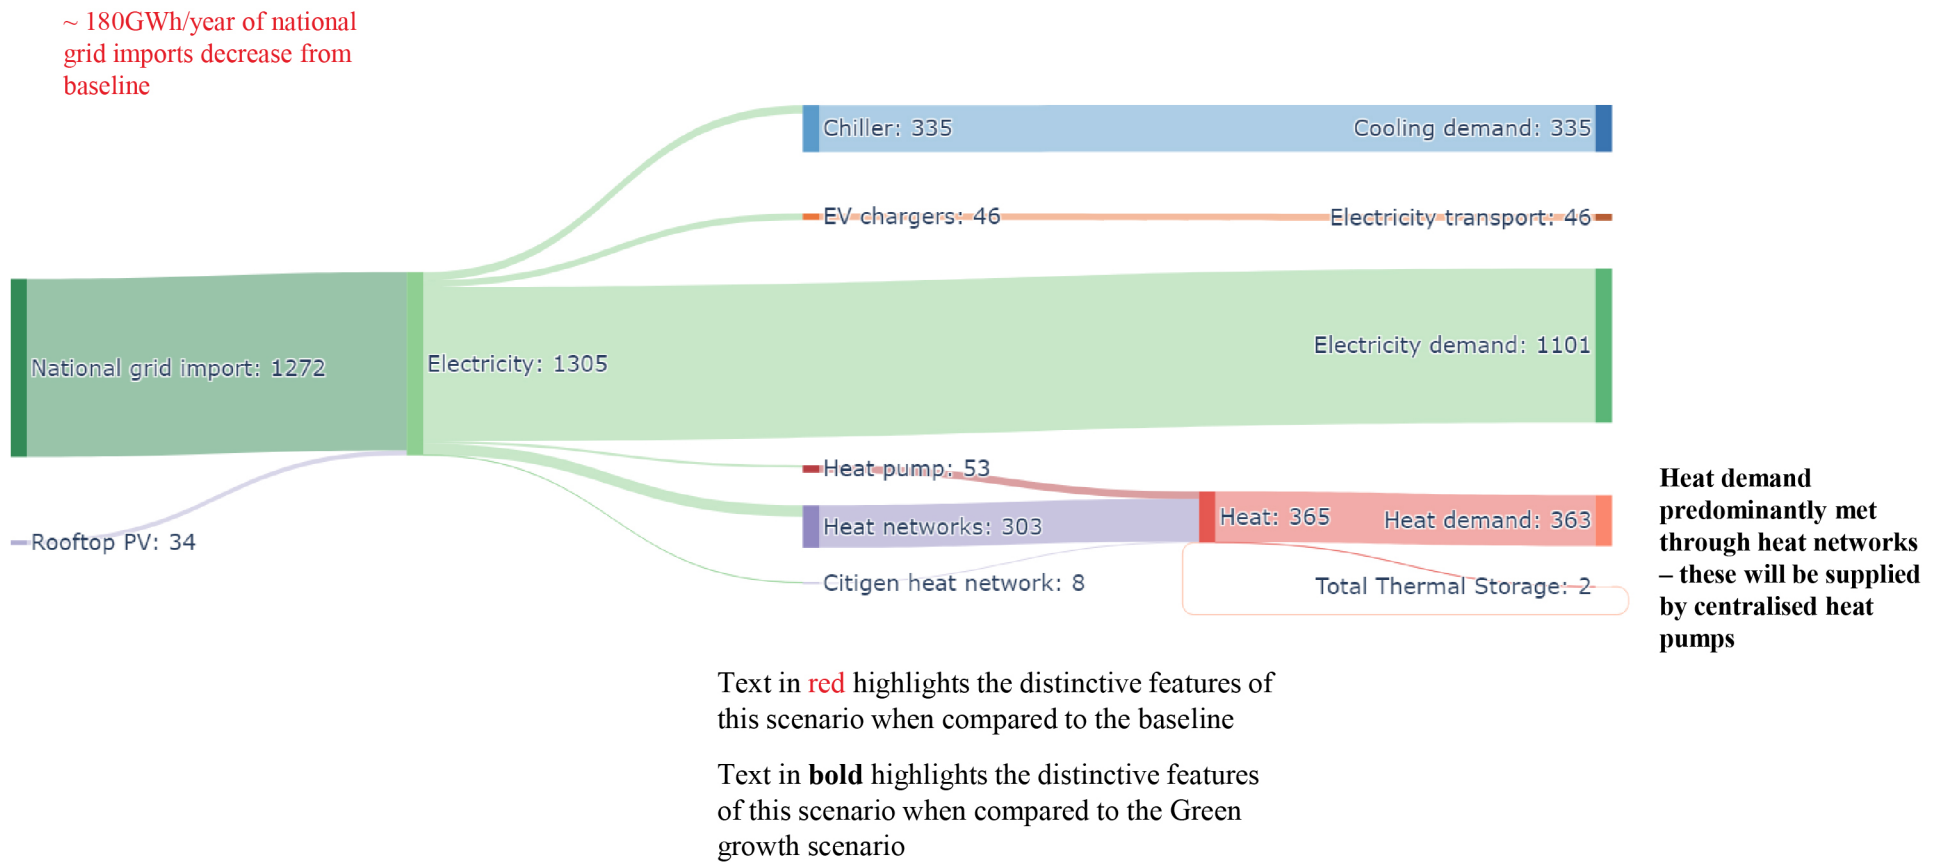 ~ 180GWh/year of national
grid imports decrease from
baseline
Chiller: 335
Cooling demand: 335
EV chargers: 46
Electricity transport: 46
National grid import: 1272
Electricity: 1305
Electricity demand: 1101
Heat pump: 53
Rooftop PV: 34
Heat networks: 303
Heat: 365
Heat demand: 363
Citigen heat network: 8
Total Thermal Storage: 2
Heat demand
predominantly met
through heat networks
– these will be supplied
by centralised heat
pumps
Text in red highlights the distinctive features of
this scenario when compared to the baseline
Text in bold highlights the distinctive features
of this scenario when compared to the Green
growth scenario